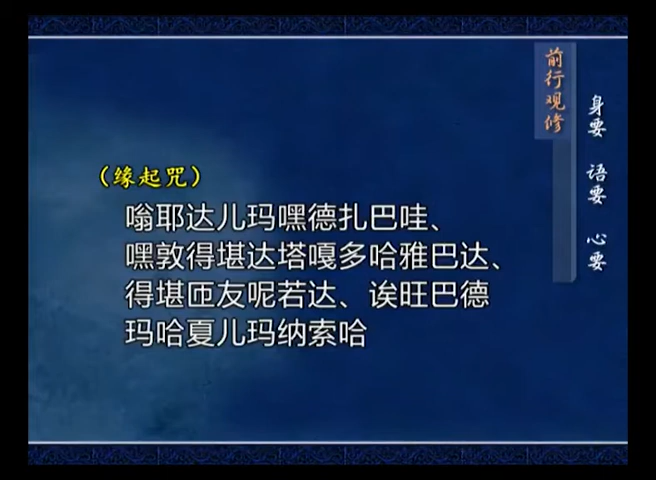 前行观修
身要 语要 心要
（缘起咒）
嗡耶达儿玛嘿德扎巴哇、
嘿敦得堪达塔嘎多哈雅巴达、
得堪匝友呢若达、诶旺巴德
玛哈夏儿玛纳索哈